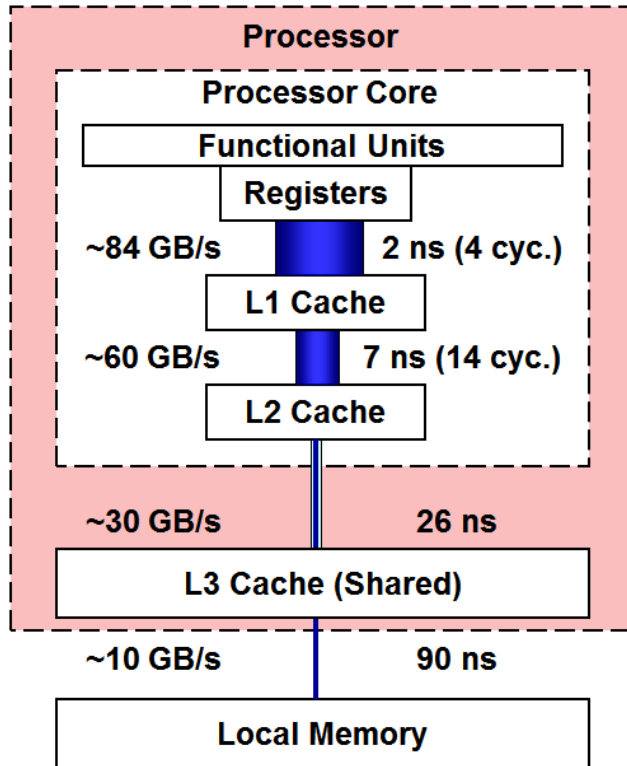 Processor
Processor Core
Functional Units
Registers
~84 GB/s 2 ns (4 cyc.)
L1 Cache
~60 GB/s 7 ns (14 cyc.)
L2 Cache
~30 GB/s 26 ns
L3 Cache (Shared)
~10 GB/s 90 ns
Local Memory